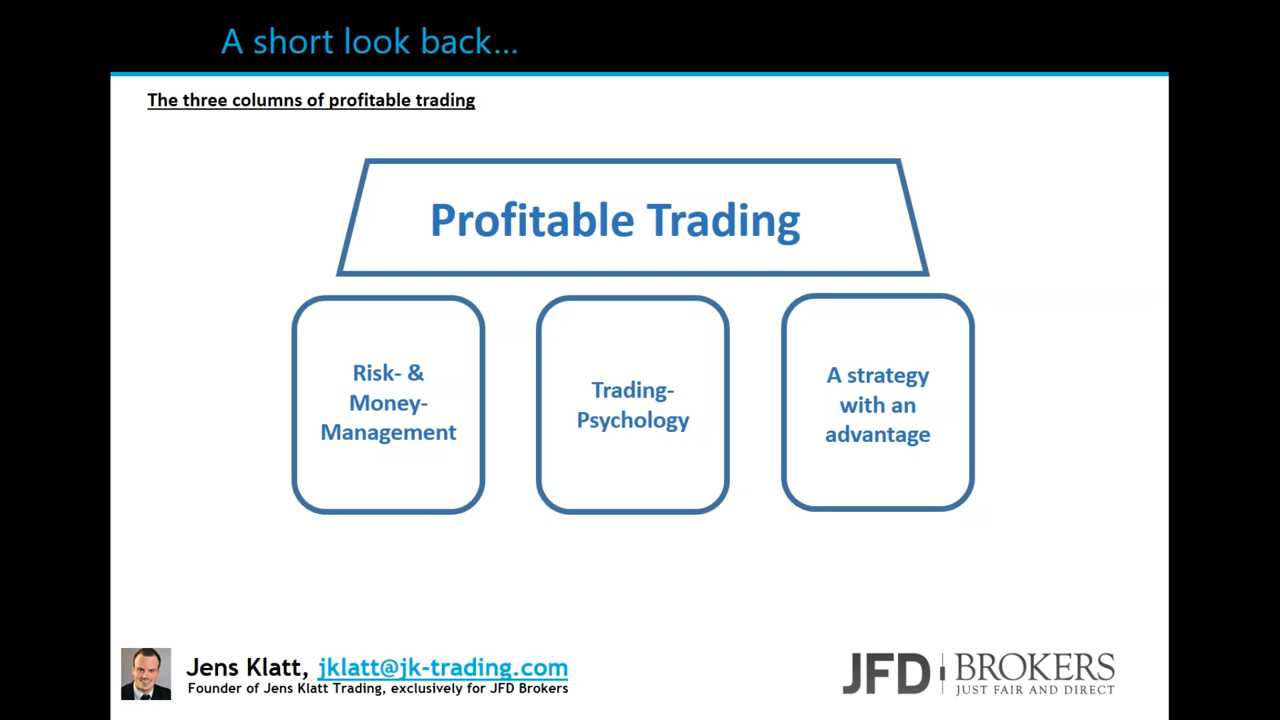 A short look back...
The three columns of profitable trading
Profitable Trading
Risk- &
Money-
Management
Trading-
Psychology
A strategy
with an
advantage
Jens Klatt, jklatt@jk-trading.com
Founder of Jens Klatt Trading, exclusively for JFD Brokers
JFD BROKERS
JUST FAIR AND DIRECT